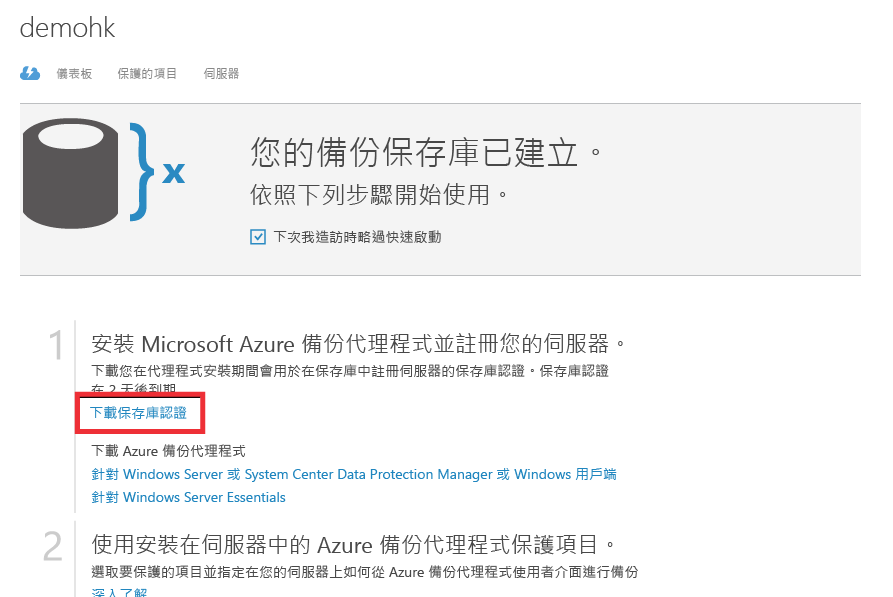 demohk
儀表板 保護的項目 伺服器
x
您的備份保存庫已建立。
依照下列步驟開始使用。
下次我造訪時略過快速啟動
1
安裝 Microsoft Azure 備份代理程式並註冊您的伺服器。
下載您在代理程式安裝期間會用於在保存庫中註冊伺服器的保存庫認證。保存庫認證
在 2 天後到期
下載保存庫認證
下載 Azure 備份代理程式
針對 Windows Server 或 System Center Data Protection Manager 或 Windows 用戶端
針對 Windows Server Essentials
2
使用安裝在伺服器中的 Azure 備份代理程式保護項目。
選取要保護的項目並指定在您的伺服器上如何從 Azure 備份代理程式使用者介面進行備份
深入了解